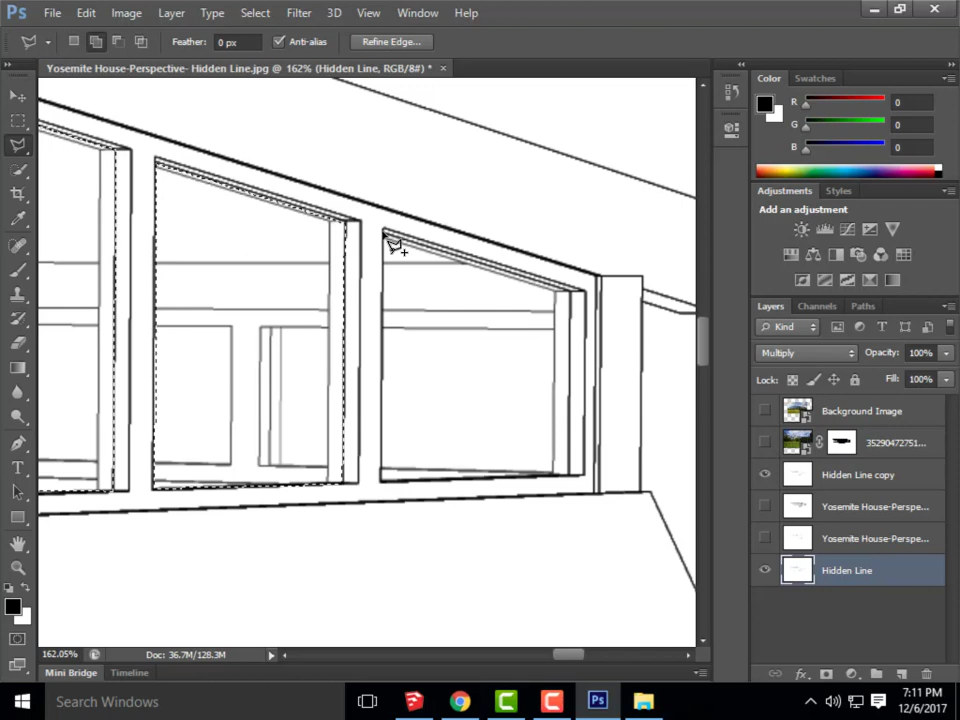 Ps File Edit Image Layer Type Select Filter 3D View Window Help
Feather: 0 px Anti-alias Refine Edge...
Yosemite House-Perspective- Hidden Line.jpg @ 162% (Hidden Line, RGB/8#) * ×
Color Swatches
R 0
G 0
B 0
Adjustments Styles
Add an adjustment
Layers Channels Paths
Kind
Multiply Opacity: 100%
Lock: Fill: 100%
Background Image
35290472751...
Hidden Line copy
Yosemite House-Perspe...
Yosemite House-Perspe...
Hidden Line
162.05% Doc: 36.7M/128.3M
Mini Bridge Timeline
Search Windows
Ps
7:11 PM
12/6/2017